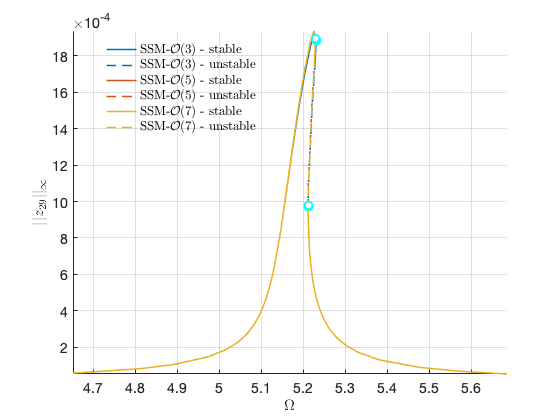 ×10⁻⁴
18
16
14
12
10
8
6
4
2
||z₂₉||∞
SSM-𝒪(3) - stable
SSM-𝒪(3) - unstable
SSM-𝒪(5) - stable
SSM-𝒪(5) - unstable
SSM-𝒪(7) - stable
SSM-𝒪(7) - unstable
4.7 4.8 4.9 5 5.1 5.2 5.3 5.4 5.5 5.6
Ω